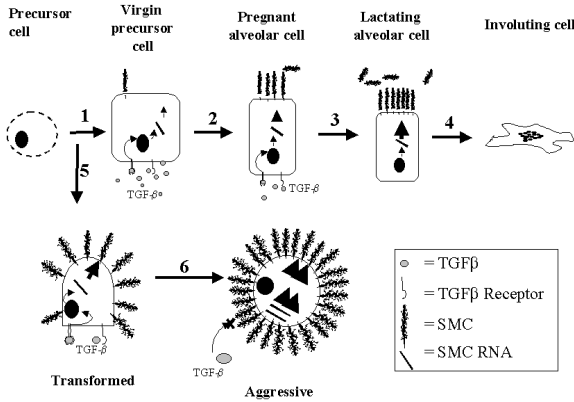 Precursor
cell
Virgin
precursor
cell
Pregnant
alveolar cell
Lactating
alveolar cell
Involuting cell
1
2
3
4
5
TGF-β
TGF-β
6
TGF-β
TGF-β
Transformed
Aggressive
= TGFβ
= TGFβ Receptor
= SMC
= SMC RNA